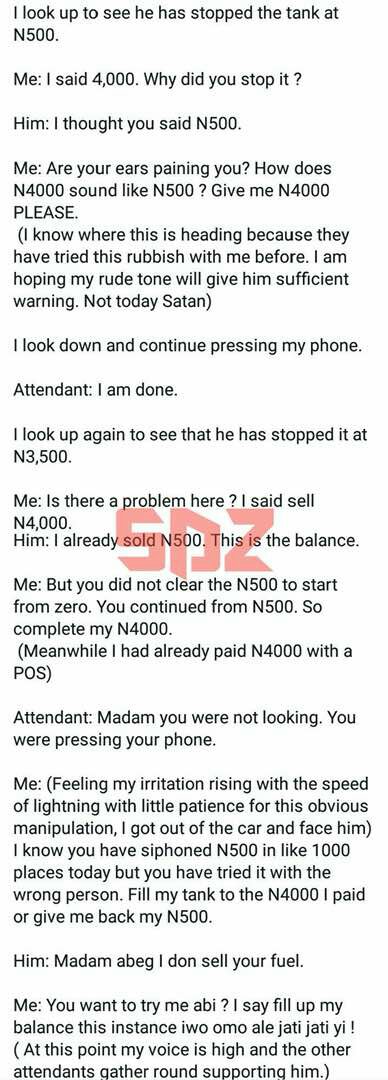 I look up to see he has stopped the tank at
N500.
Me: I said 4,000. Why did you stop it ?
Him: I thought you said N500.
Me: Are your ears paining you? How does
N4000 sound like N500 ? Give me N4000
PLEASE.
(I know where this is heading because they
have tried this rubbish with me before. I am
hoping my rude tone will give him sufficient
warning. Not today Satan)
I look down and continue pressing my phone.
Attendant: I am done.
I look up again to see that he has stopped it at
N3,500.
Me: Is there a problem here ? I said sell
N4,000.
Him: I already sold N500. This is the balance.
SDZ
Me: But you did not clear the N500 to start
from zero. You continued from N500. So
complete my N4000.
(Meanwhile I had already paid N4000 with a
POS)
Attendant: Madam you were not looking. You
were pressing your phone.
Me: (Feeling my irritation rising with the speed
of lightning with little patience for this obvious
manipulation, I got out of the car and face him)
I know you have siphoned N500 in like 1000
places today but you have tried it with the
wrong person. Fill my tank to the N4000 I paid
or give me back my N500.
Him: Madam abeg I don sell your fuel.
Me: You want to try me abi ? I say fill up my
balance this instance iwo omo ale jati jati yi !
( At this point my voice is high and the other
attendants gather round supporting him.)